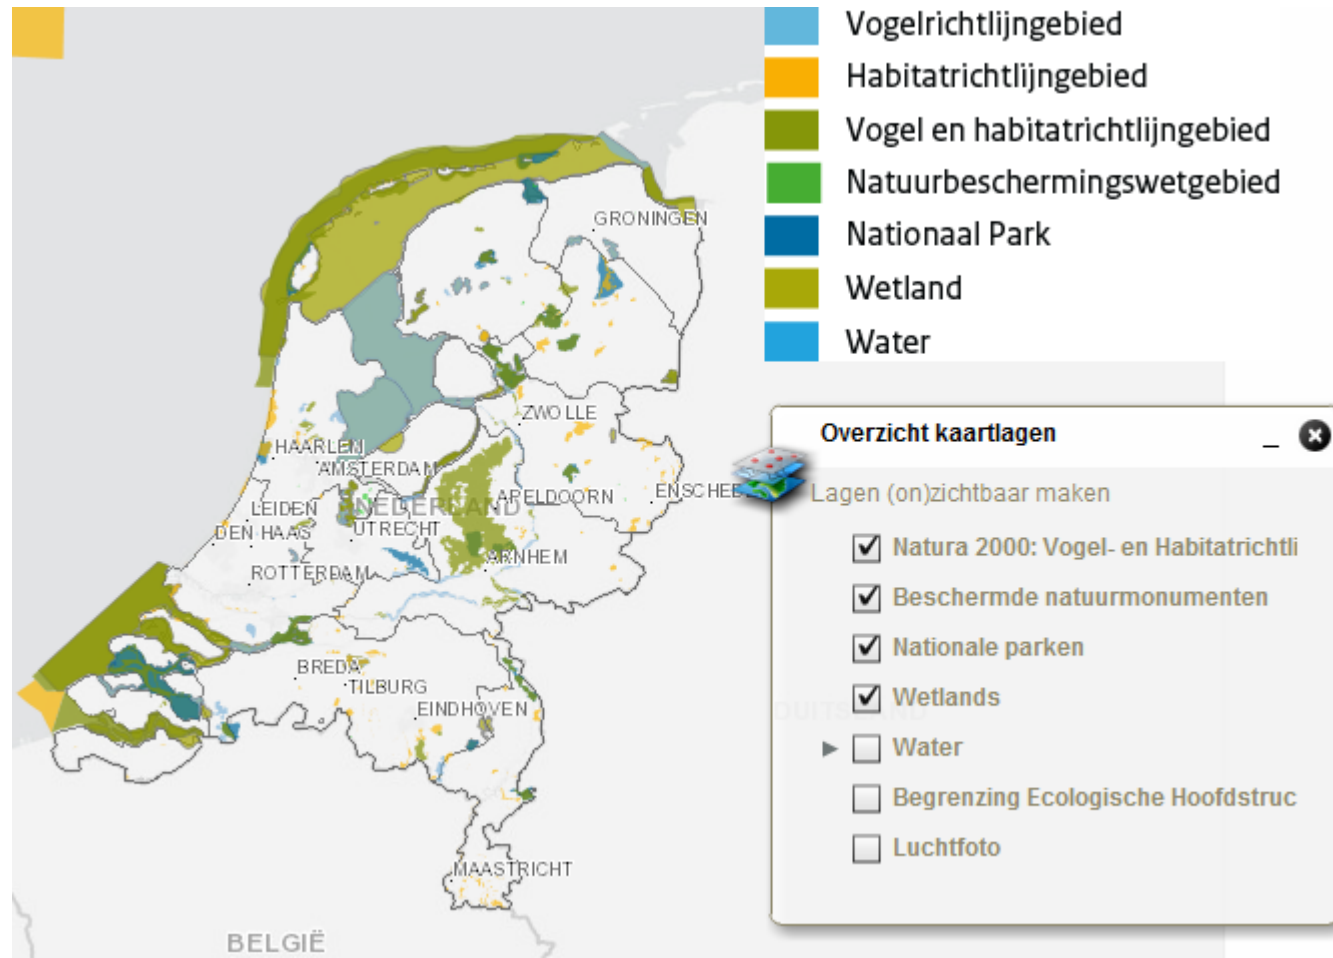 Vogelrichtlijngebied
Habitatrichtlijngebied
Vogel en habitatrichtlijngebied
Natuurbeschermingswetgebied
Nationaal Park
Wetland
Water
GRONINGEN
ZWOLLE
HAARLEM
AMSTERDAM
LEIDEN
NEDERLAND
APELDOORN
ENSCHEDE
DEN HAAG
UTRECHT
ARNHEM
ROTTERDAM
BREDA
TILBURG
EINDHOVEN
MAASTRICHT
BELGIË
DUITSLAND
Overzicht kaartlagen
Lagen (on)zichtbaar maken
Natura 2000: Vogel- en Habitatrichtli
Beschermde natuurmonumenten
Nationale parken
Wetlands
Water
Begrenzing Ecologische Hoofdstruc
Luchtfoto